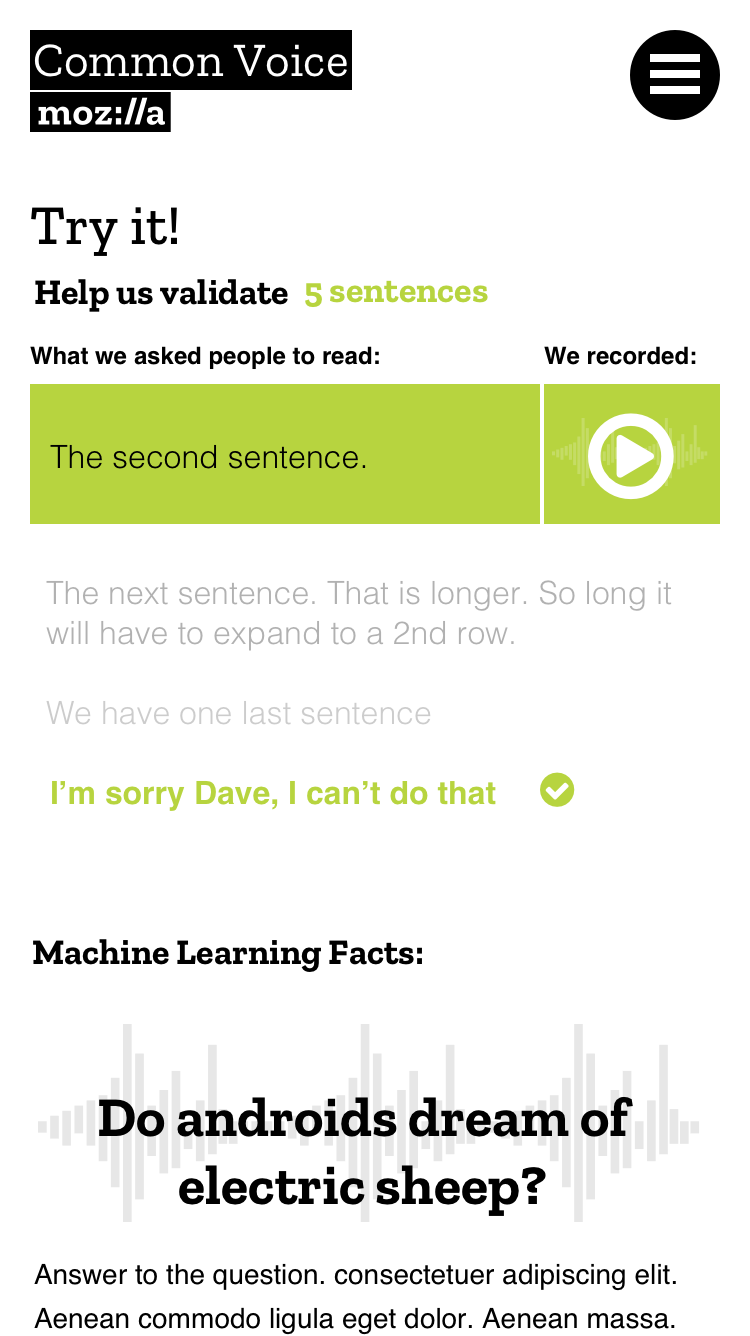 Common Voice
moz://a
Try it!
Help us validate 5 sentences
What we asked people to read: We recorded:
The second sentence.
The next sentence. That is longer. So long it
will have to expand to a 2nd row.
We have one last sentence
I’m sorry Dave, I can’t do that
Machine Learning Facts:
Do androids dream of
electric sheep?
Answer to the question. consectetuer adipiscing elit.
Aenean commodo ligula eget dolor. Aenean massa.